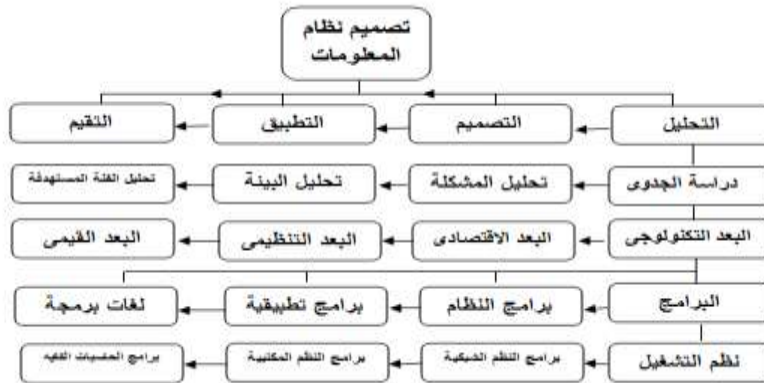 تصميم نظام
المعلومات
التحليل
التصميم
التطبيق
التقيم
دراسة الجدوى
تحليل المشكلة
تحليل البيئة
تحليل الفئة المستهدفة
البعد التكنولوجى
البعد الاقتصادى
البعد التنظيمى
البعد القيمى
البرامج
برامج النظام
برامج تطبيقية
لغات برمجة
نظم التشغيل
برامج النظم الشبكية
برامج النظم المكتبية
برامج